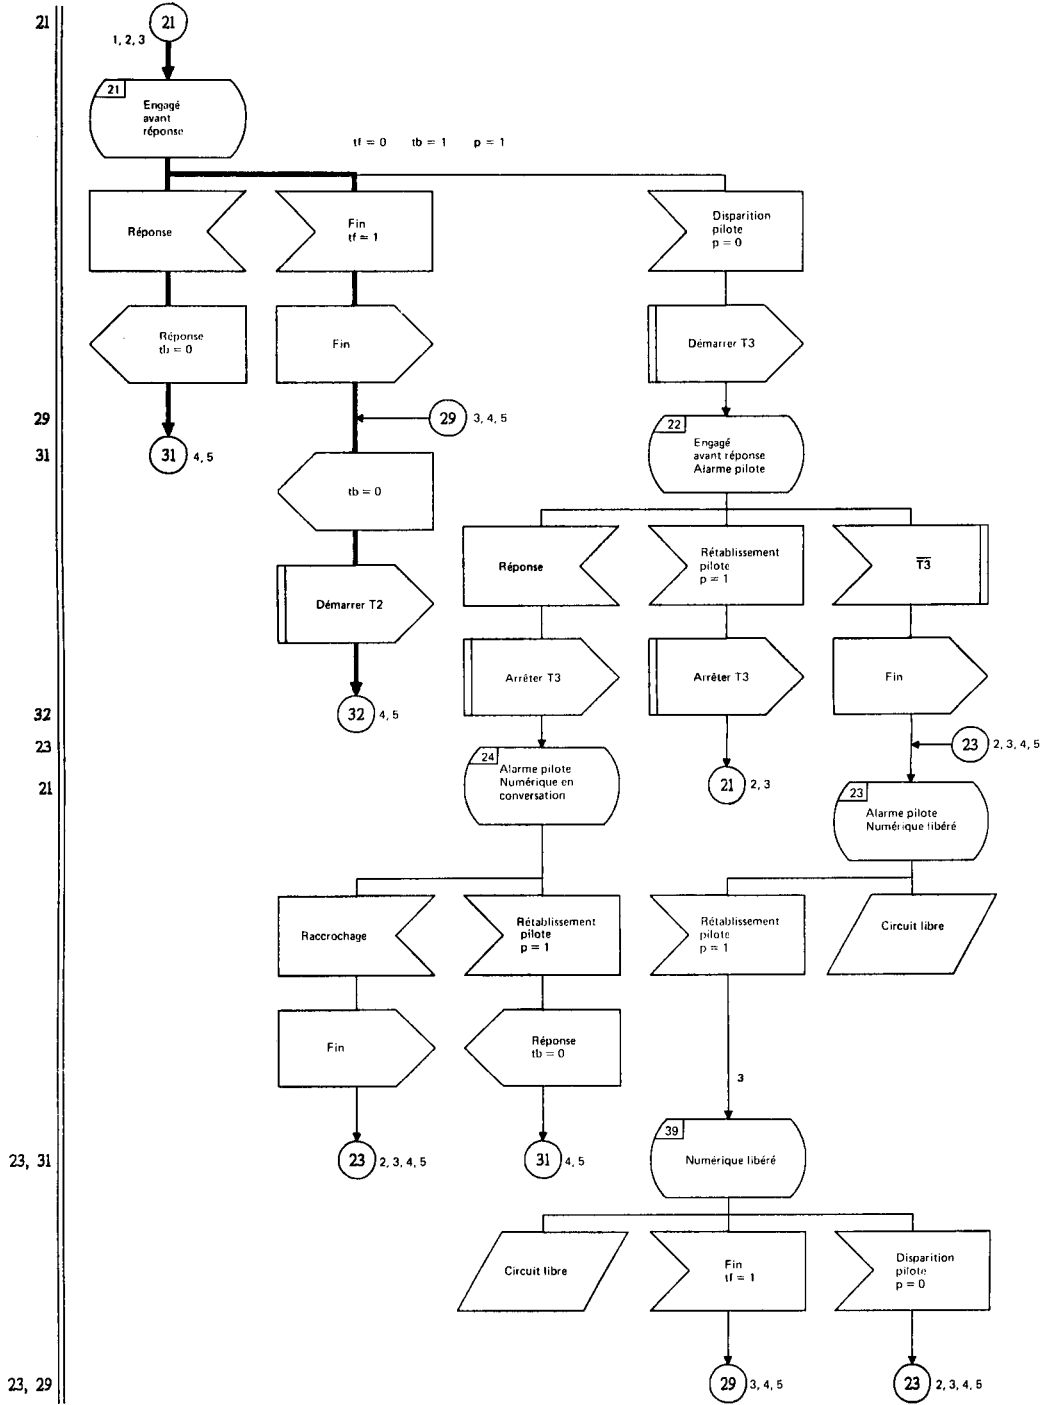 21
21
1, 2, 3
21
Engagé
avant
réponse
tf = 0 tb = 1 p = 1
Réponse
Fin
tf = 1
Disparition
pilote
p = 0
Réponse
tb = 0
Fin
Démarrer T3
29
29
3, 4, 5
31
31
4, 5
22
Engagé
avant réponse
Alarme pilote
tb = 0
Réponse
Rétablissement
pilote
p = 1
T̅3̅
Démarrer T2
Arrêter T3
Arrêter T3
Fin
32
32
4, 5
23
23
2, 3, 4, 5
24
Alarme pilote
Numérique en
conversation
21
21
2, 3
23
Alarme pilote
Numérique libéré
Raccrochage
Rétablissement
pilote
p = 1
Rétablissement
pilote
p = 1
Circuit libre
Fin
Réponse
tb = 0
3
39
Numérique libéré
23, 31
23
2, 3, 4, 5
31
4, 5
Circuit libre
Fin
tf = 1
Disparition
pilote
p = 0
23, 29
29
3, 4, 5
23
2, 3, 4, 5